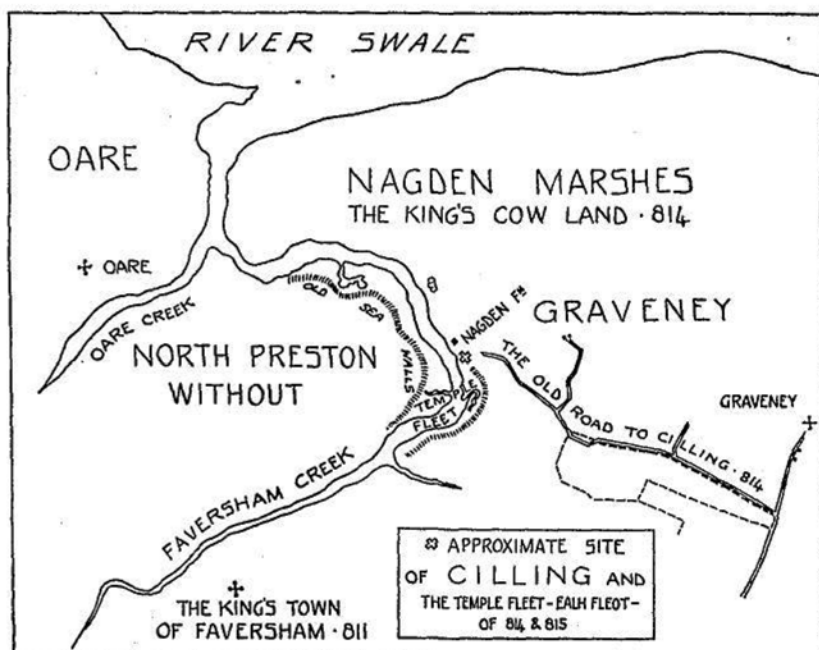 RIVER SWALE
OARE
NAGDEN MARSHES
THE KING'S COW LAND · 814
OARE
OARE CREEK
OLD SEA WALLS
NAGDEN FM
GRAVENEY
NORTH PRESTON
WITHOUT
THE OLD ROAD TO CILLING · 814
GRAVENEY
TEMPLE
FLEET
FAVERSHAM CREEK
THE KING'S TOWN
OF FAVERSHAM · 811
APPROXIMATE SITE
OF CILLING AND
THE TEMPLE FLEET - EALH FLEOT -
OF 814 & 815